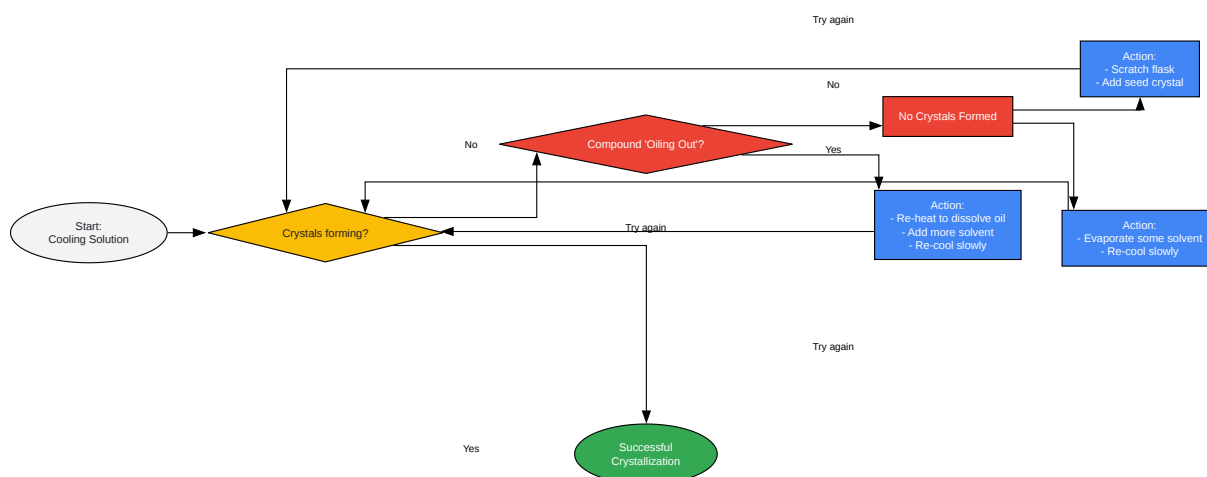 Try again
Action:
- Scratch flask
- Add seed crystal
No
No Crystals Formed
Compound 'Oiling Out'?
No
Yes
Start:
Cooling Solution
Crystals forming?
Try again
Action:
- Re-heat to dissolve oil
- Add more solvent
- Re-cool slowly
Action:
- Evaporate some solvent
- Re-cool slowly
Try again
Yes
Successful
Crystallization